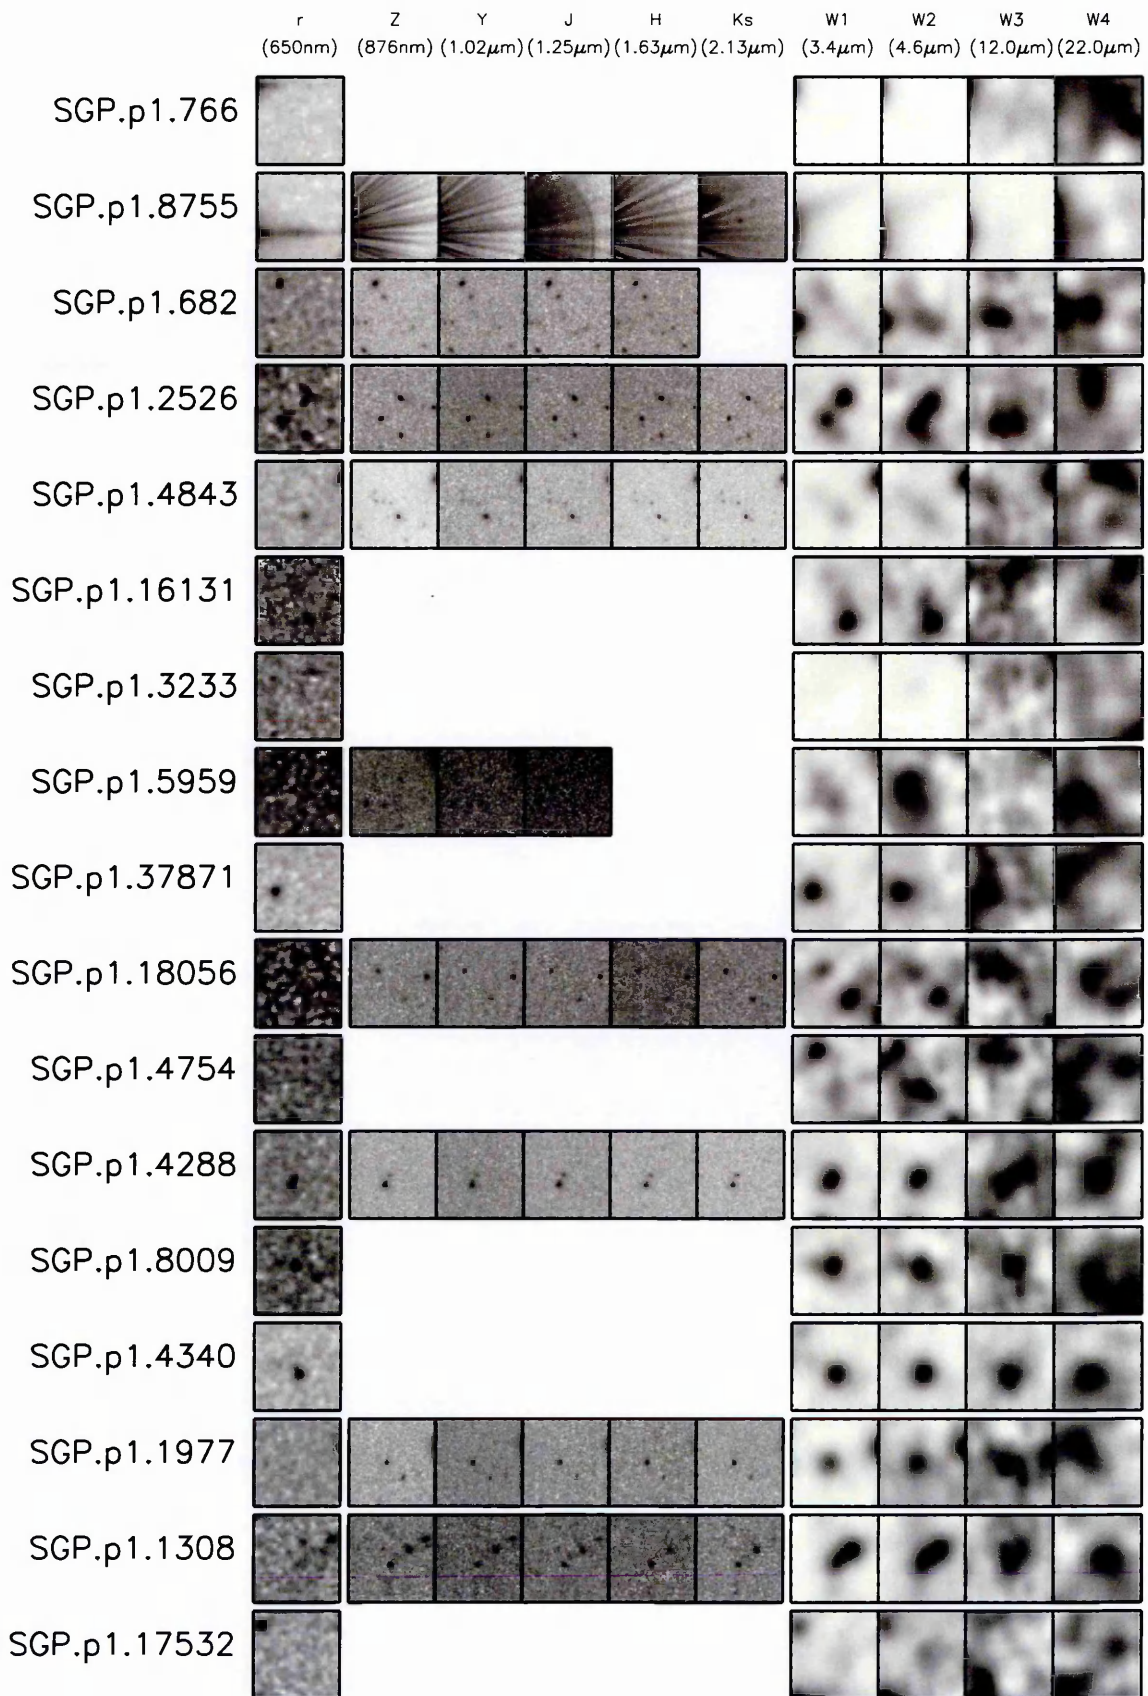 r Z Y J H Ks W1 W2 W3 W4
(650nm) (876nm) (1.02μm) (1.25μm) (1.63μm) (2.13μm) (3.4μm) (4.6μm) (12.0μm) (22.0μm)
SGP.p1.766
SGP.p1.8755
SGP.p1.682
SGP.p1.2526
SGP.p1.4843
SGP.p1.16131
SGP.p1.3233
SGP.p1.5959
SGP.p1.37871
SGP.p1.18056
SGP.p1.4754
SGP.p1.4288
SGP.p1.8009
SGP.p1.4340
SGP.p1.1977
SGP.p1.1308
SGP.p1.17532